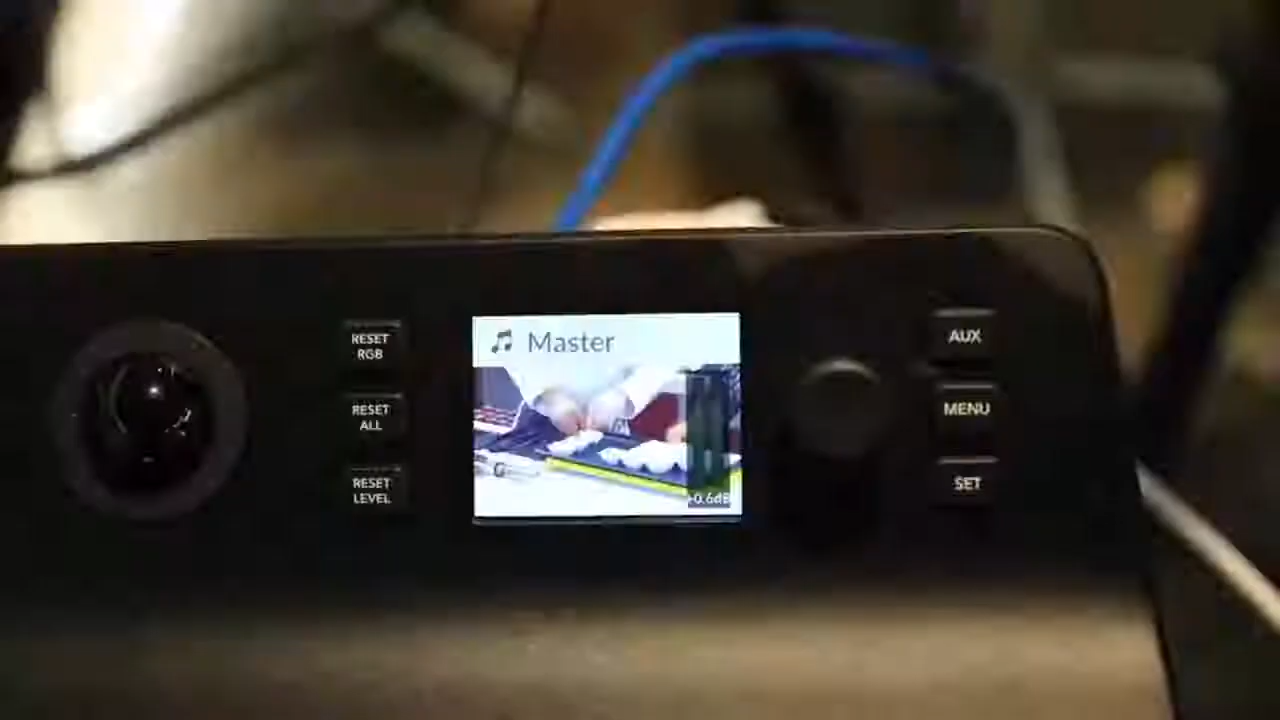 RESET
RGB
RESET
ALL
RESET
LEVEL
Master
+0.6dB
AUX
MENU
SET